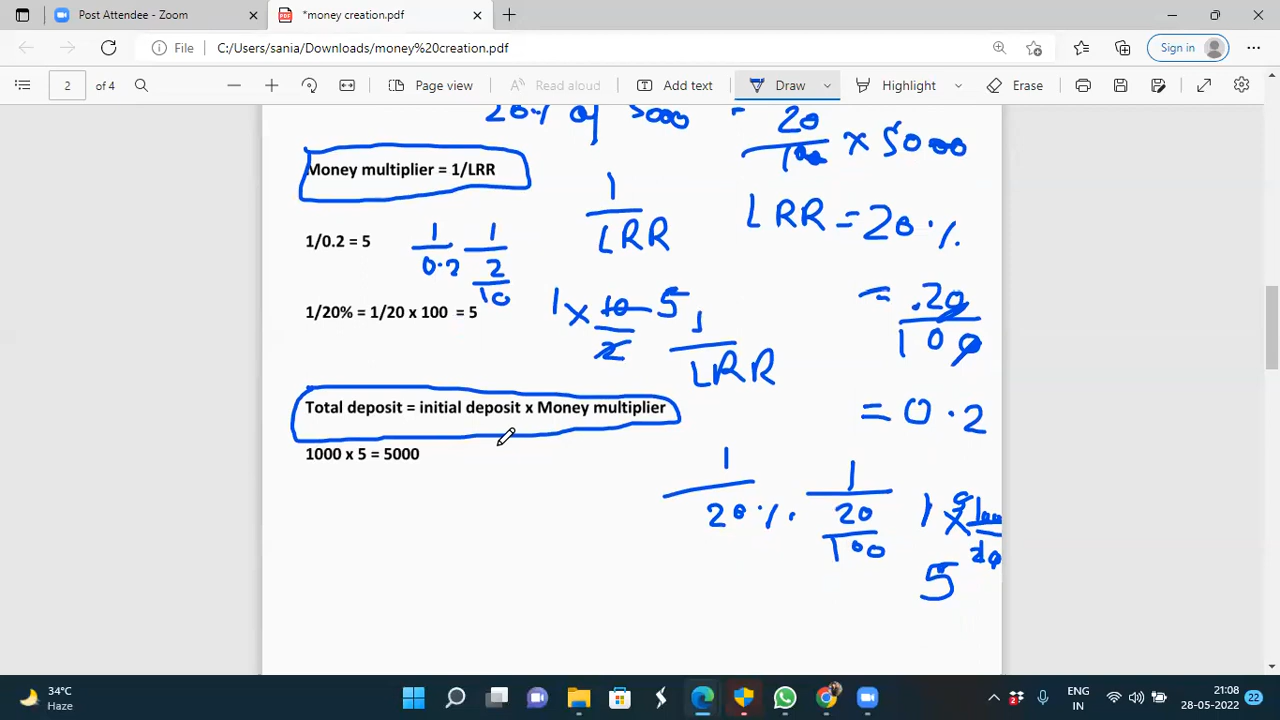 Post Attendee - Zoom
*money creation.pdf
File
C:/Users/sania/Downloads/money%20creation.pdf
Sign in
2 of 4
Page view
Read aloud
Add text
Draw
Highlight
Erase
20% of 5000 = 20/100 x 5000
Money multiplier = 1/LRR
1/LRR
LRR = 20 %
1/0.2 = 5
1/0.2 1/2/10
1/20% = 1/20 x 100 = 5
1 x 10/2 5
1/LRR
= .20/100
Total deposit = initial deposit x Money multiplier
= 0.2
1000 x 5 = 5000
1/20 %. 1/20/100 1 x 100/20
5
34°C
Haze
ENG
IN
21:08
28-05-2022
22